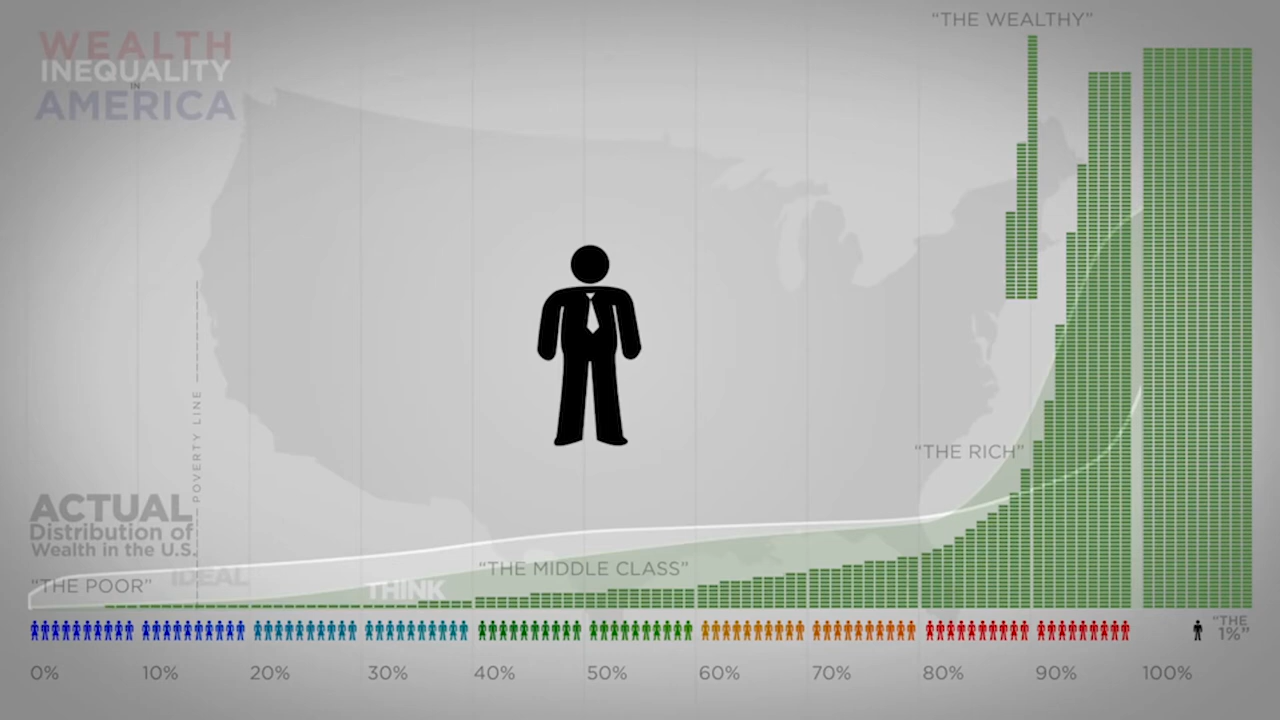 "THE WEALTHY"
WEALTH
INEQUALITY
IN
AMERICA
POVERTY LINE
"THE RICH"
ACTUAL
Distribution of
Wealth in the U.S.
"THE POOR"
IDEAL
THINK
"THE MIDDLE CLASS"
"THE
1%"
0% 10% 20% 30% 40% 50% 60% 70% 80% 90% 100%